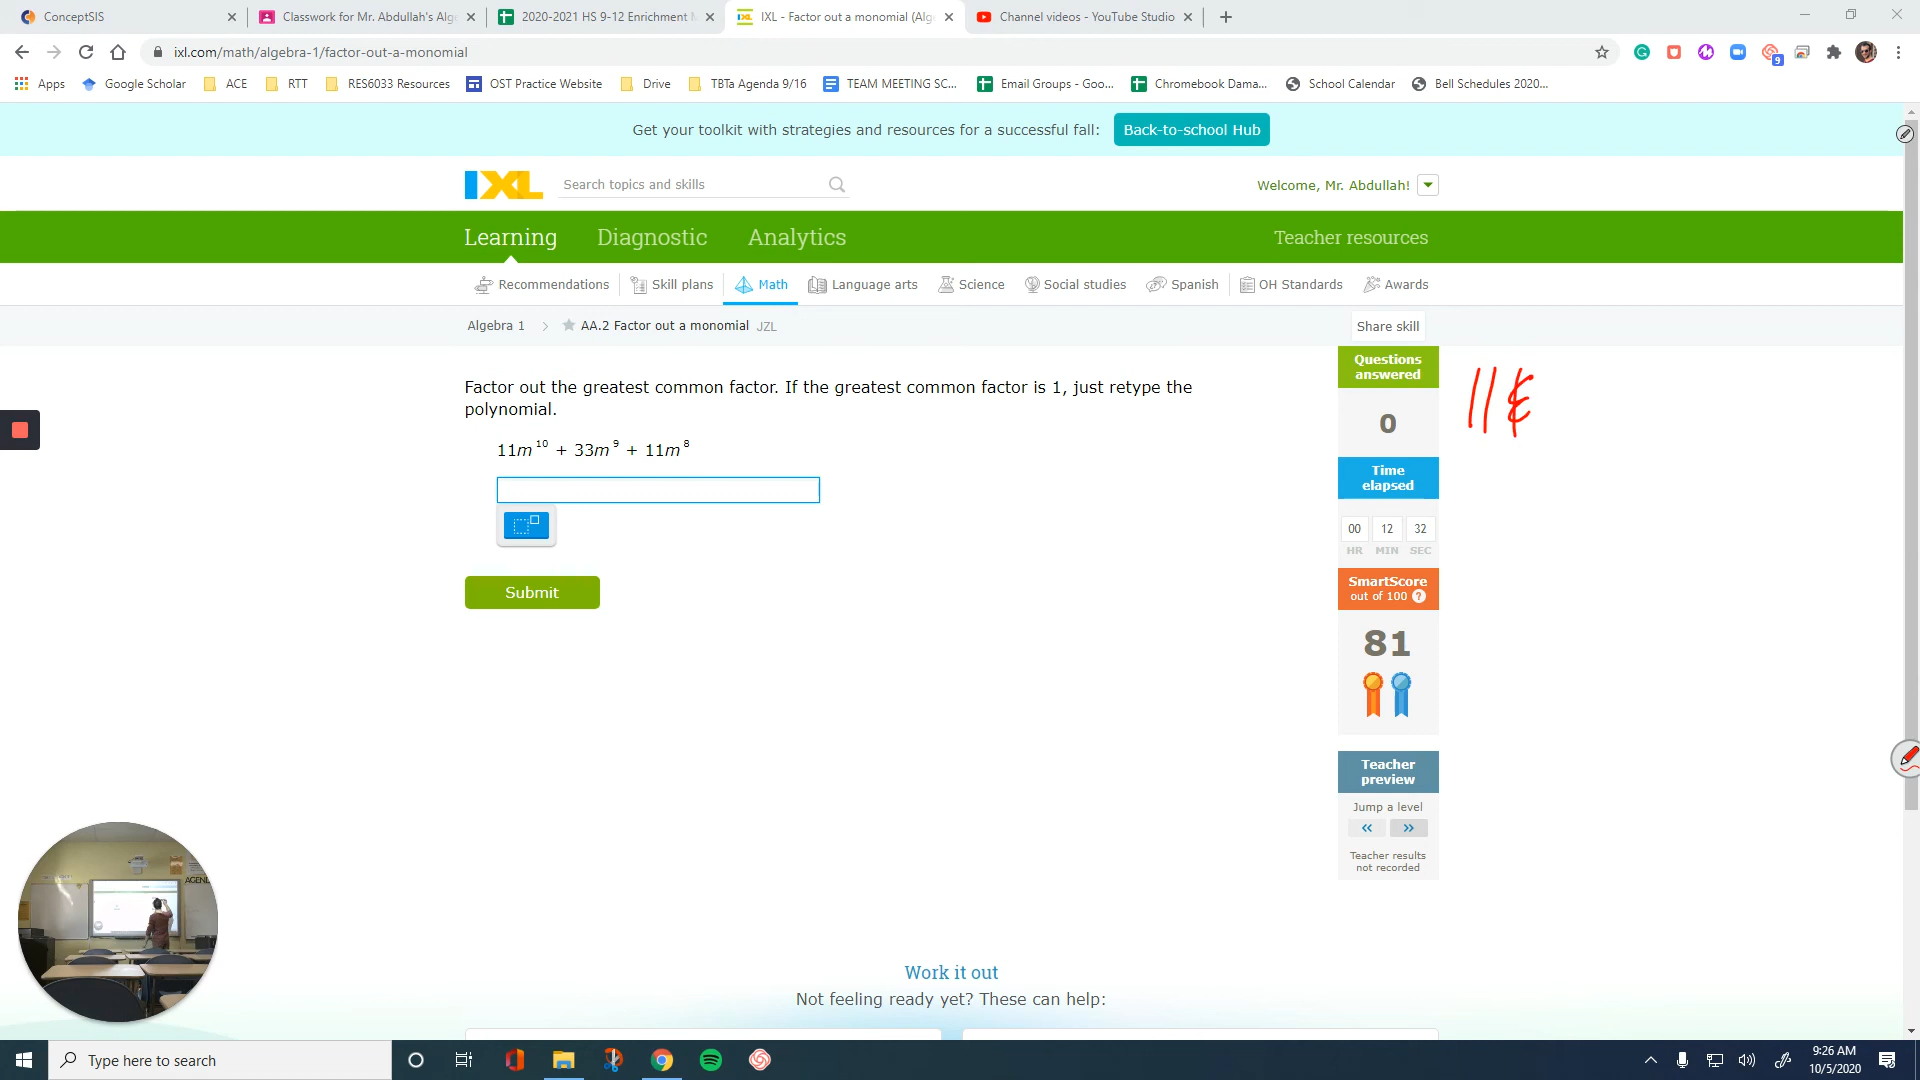 ConceptSIS
Classwork for Mr. Abdullah's Alge
2020-2021 HS 9-12 Enrichment
IXL - Factor out a monomial (Alg
Channel videos - YouTube Studio
ixl.com/math/algebra-1/factor-out-a-monomial
9
Apps
Google Scholar
ACE
RTT
RES6033 Resources
OST Practice Website
Drive
TBTa Agenda 9/16
TEAM MEETING SC...
Email Groups - Goo...
Chromebook Dama...
School Calendar
Bell Schedules 2020...
Get your toolkit with strategies and resources for a successful fall: Back-to-school Hub
IXL
Search topics and skills
Welcome, Mr. Abdullah!
Learning
Diagnostic
Analytics
Teacher resources
Recommendations
Skill plans
Math
Language arts
Science
Social studies
Spanish
OH Standards
Awards
Algebra 1 > AA.2 Factor out a monomial JZL
Share skill
Factor out the greatest common factor. If the greatest common factor is 1, just retype the
polynomial.
11m¹⁰ + 33m⁹ + 11m⁸
Submit
Questions
answered
0
Time
elapsed
00 12 32
HR MIN SEC
SmartScore
out of 100 ?
81
Teacher
preview
Jump a level
<< >>
Teacher results
not recorded
11 &
AGEND
Work it out
Not feeling ready yet? These can help:
Type here to search
9:26 AM
10/5/2020